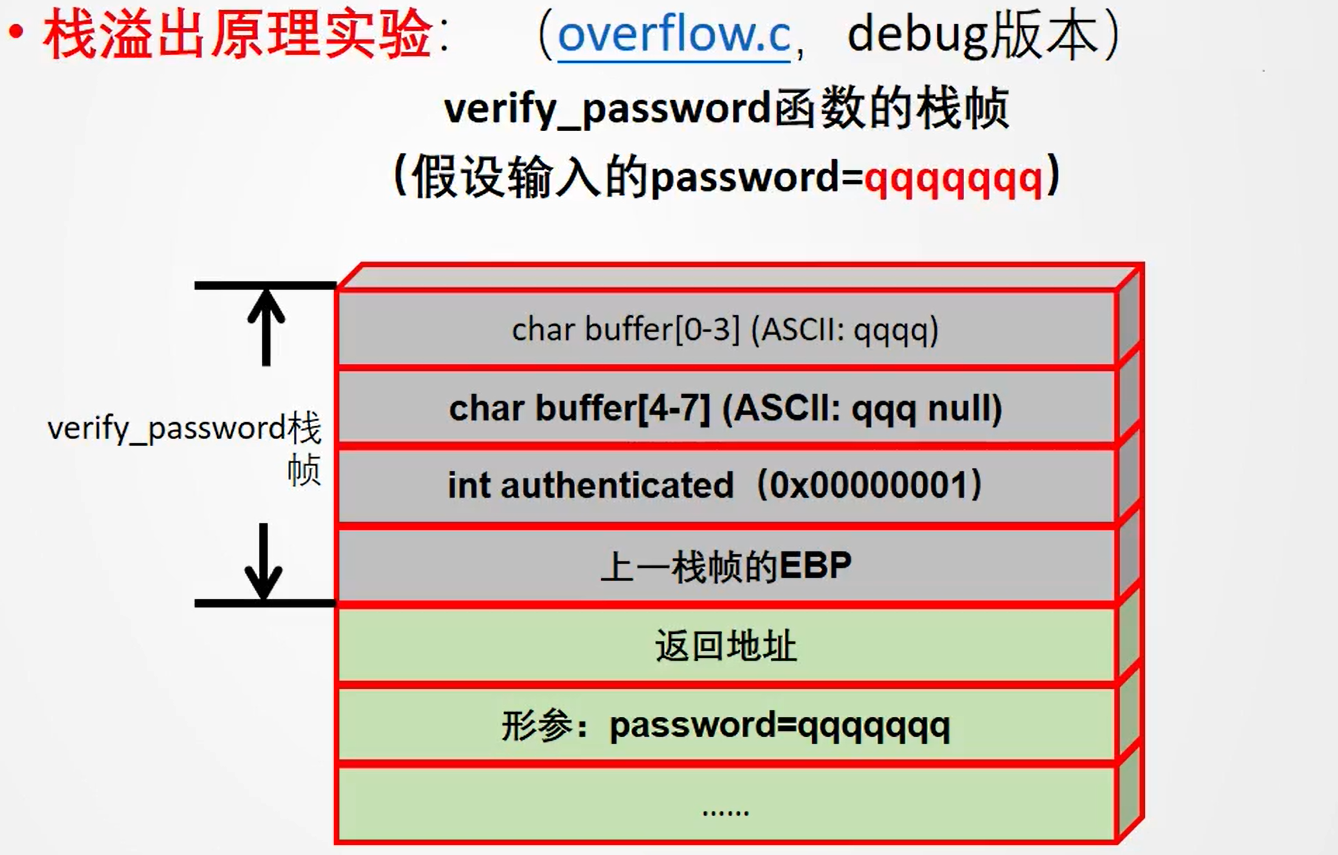 • 栈溢出原理实验： （overflow.c, debug版本）
verify_password函数的栈帧
(假设输入的password=qqqqqqq)
char buffer[0-3] (ASCII: qqqq)
char buffer[4-7] (ASCII: qqq null)
verify_password栈
帧
int authenticated（0x00000001）
上一栈帧的EBP
返回地址
形参：password=qqqqqqq
......